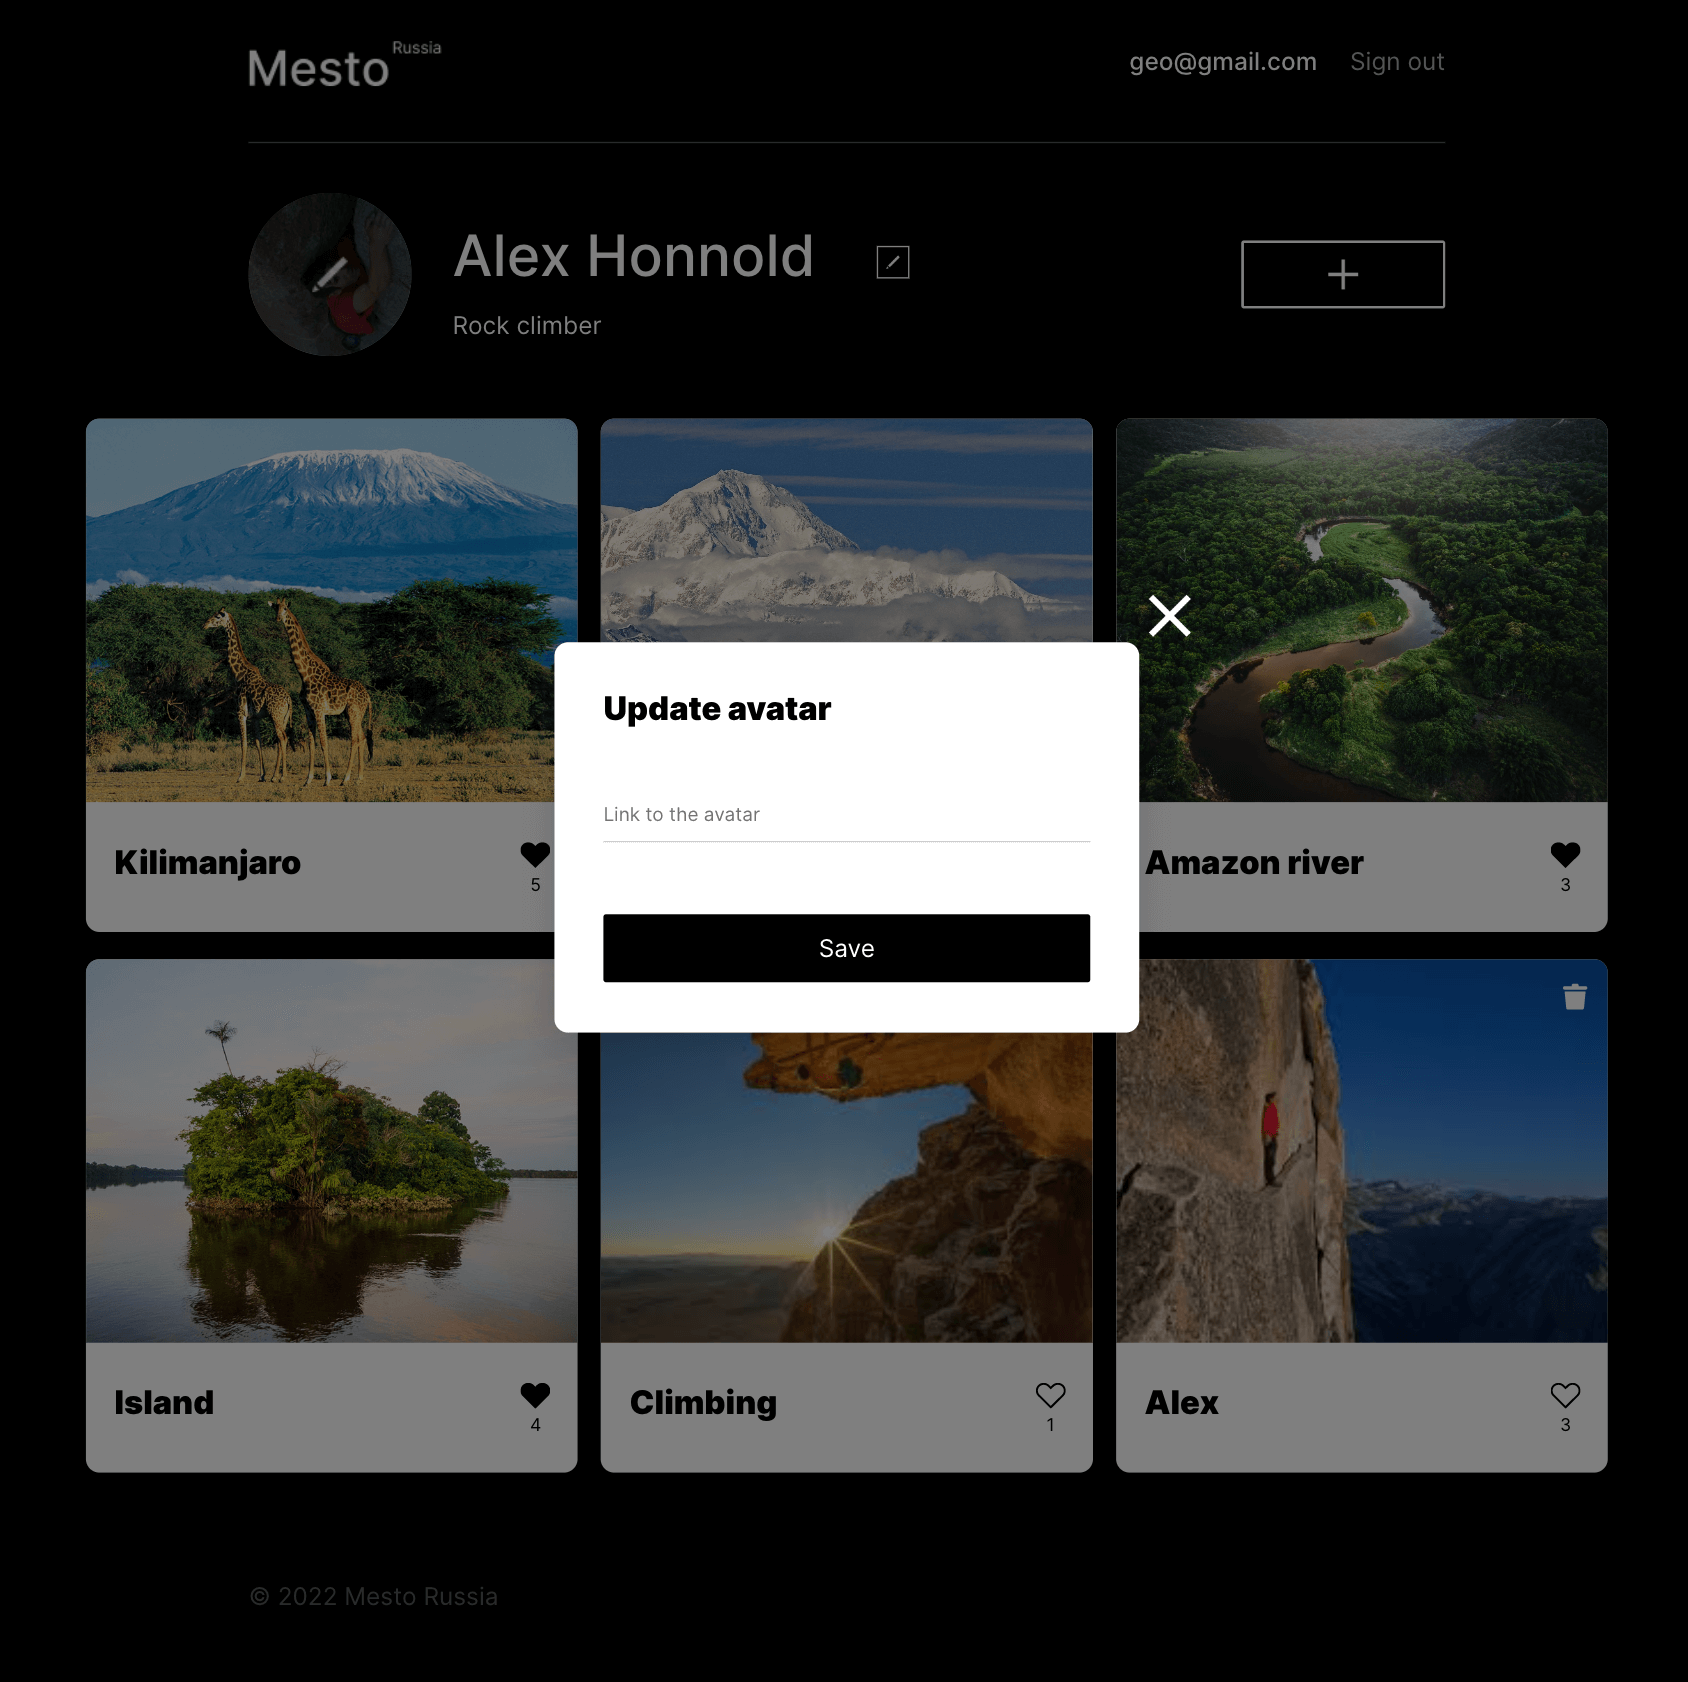 Mesto Russia
geo@gmail.com Sign out
Alex Honnold
Rock climber
Update avatar
Link to the avatar
Save
Kilimanjaro
5
Amazon river
3
Island
4
Climbing
1
Alex
3
© 2022 Mesto Russia